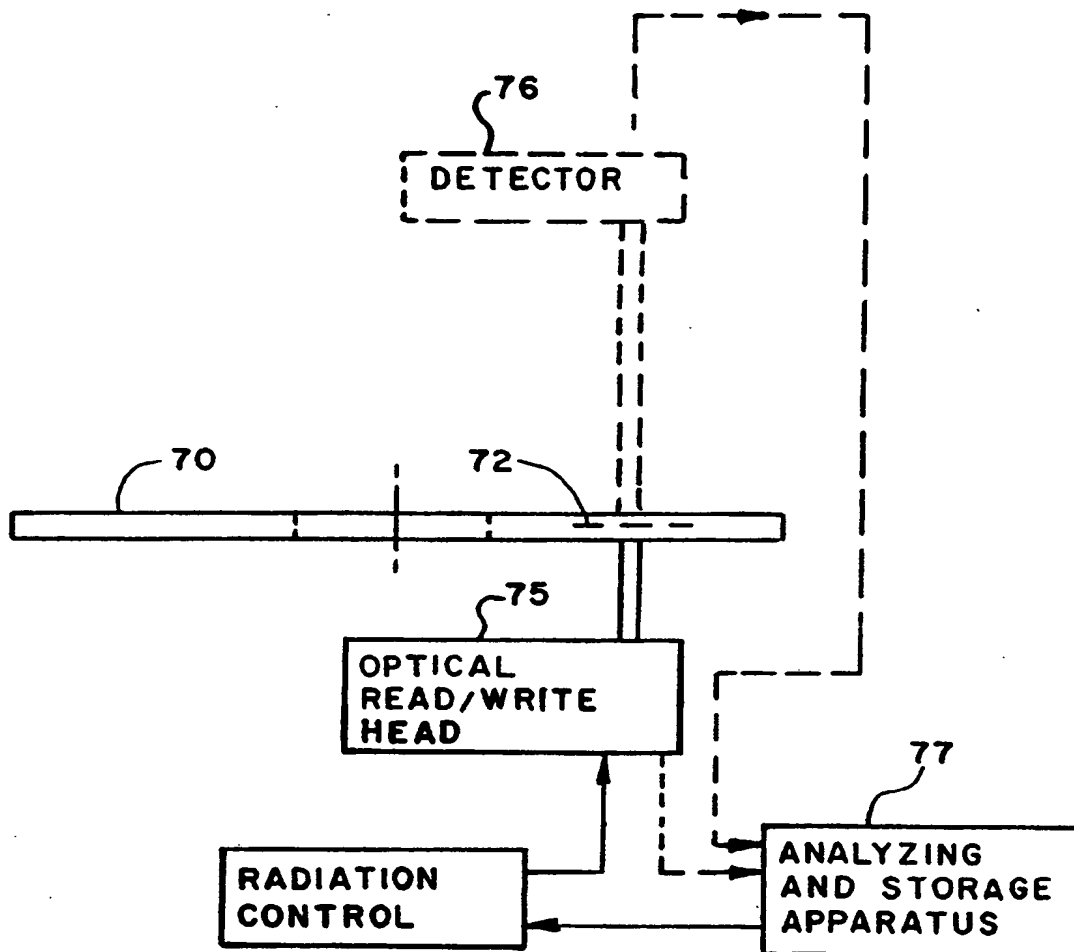 76
DETECTOR
70
72
75
OPTICAL
READ/WRITE
HEAD
77
RADIATION
CONTROL
ANALYZING
AND STORAGE
APPARATUS